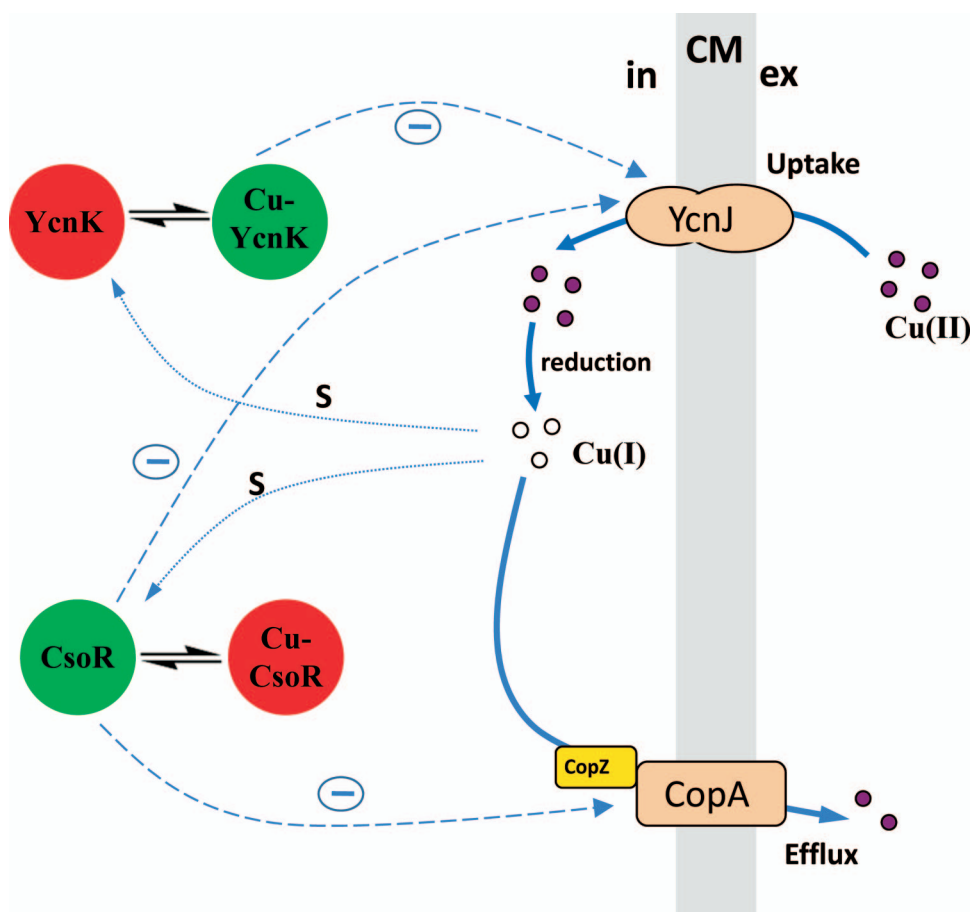 CM
in
ex
Uptake
YcnK
Cu-
YcnK
YcnJ
Cu(II)
reduction
S
Cu(I)
S
CsoR
Cu-
CsoR
CopZ
CopA
Efflux